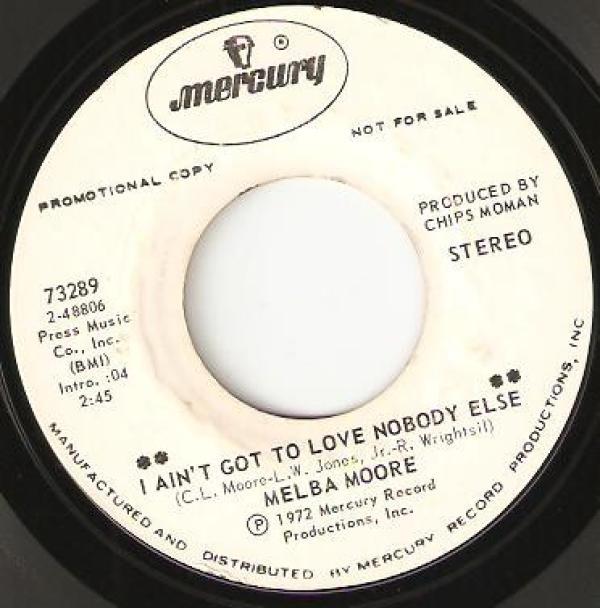 mercury
PROMOTIONAL COPY
NOT FOR SALE
PRODUCED BY
CHIPS MOMAN
STEREO
73289
2-48806
Press Music
Co., Inc.
(BMI)
Intro. :04
2:45
** I AIN'T GOT TO LOVE NOBODY ELSE **
(C.L. Moore-L.W. Jones, Jr.-R. Wrightsil)
MELBA MOORE
Ⓟ 1972 Mercury Record
Productions, Inc.
MANUFACTURED AND DISTRIBUTED BY MERCURY RECORD PRODUCTIONS, INC